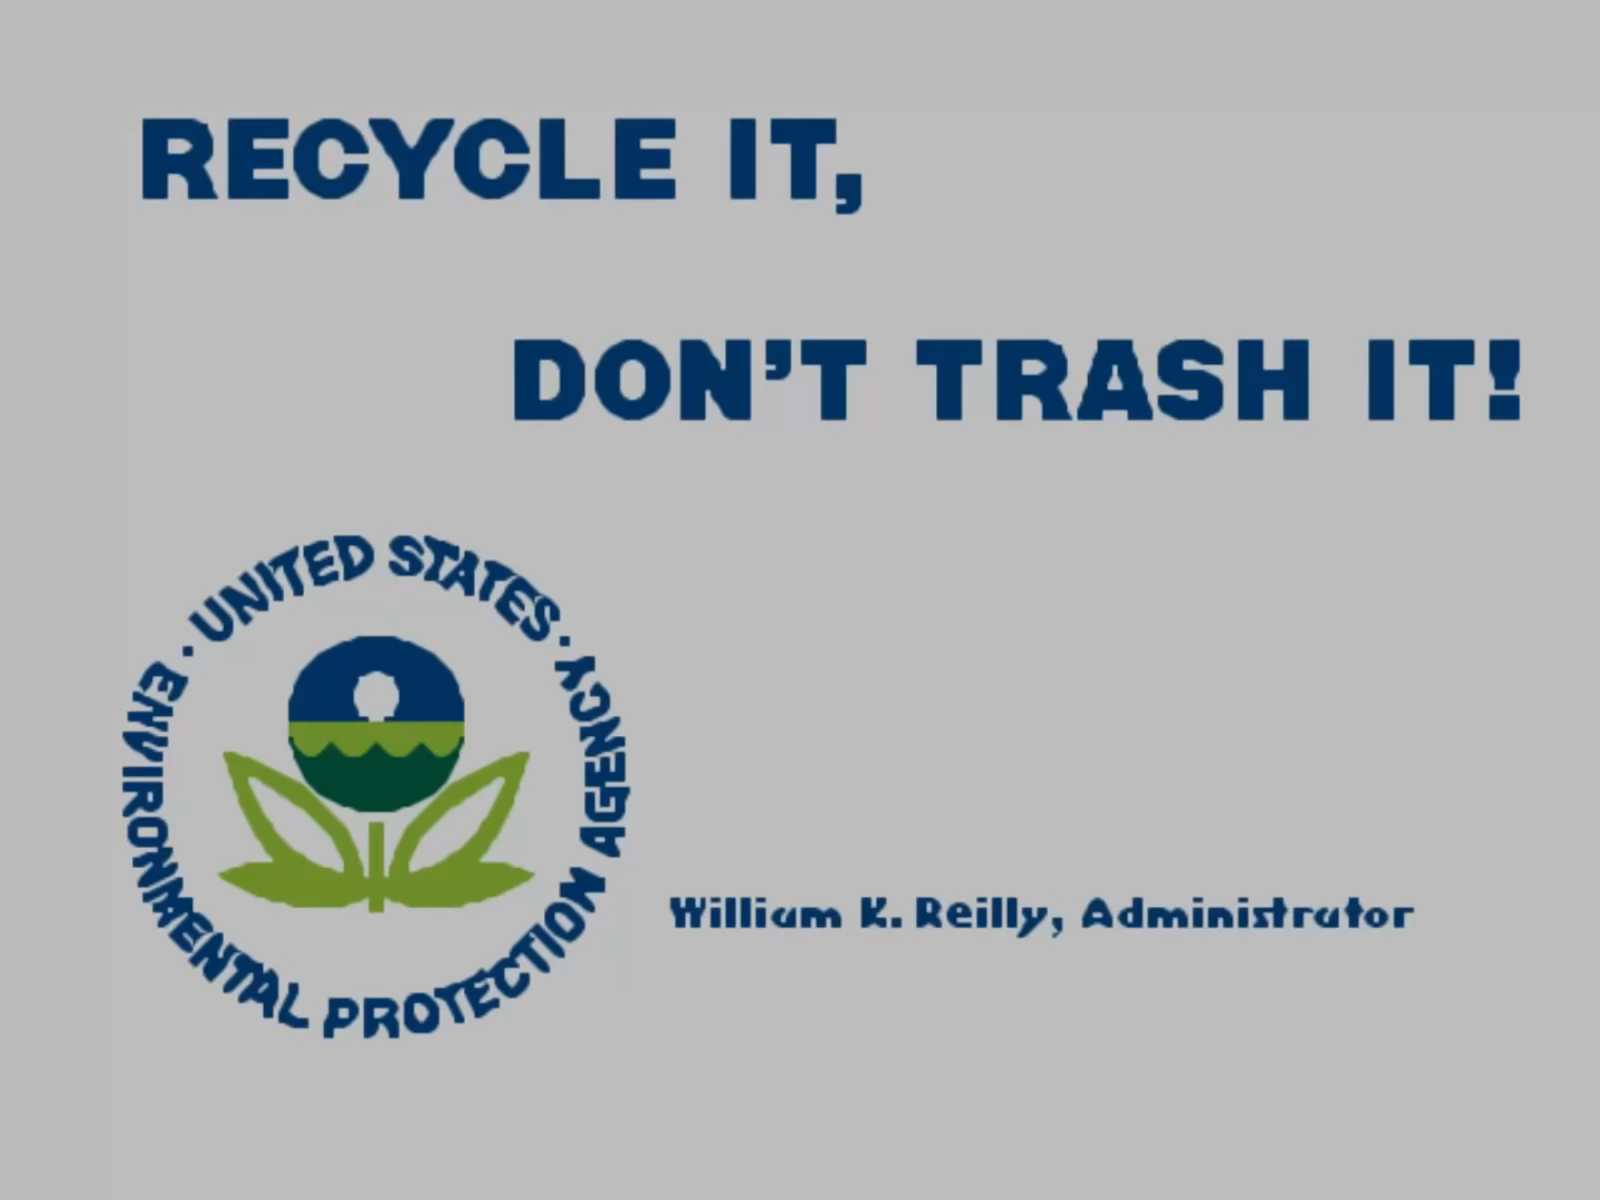 RECYCLE IT,
DON'T TRASH IT!
· UNITED STATES ·
ENVIRONMENTAL PROTECTION AGENCY
William K. Reilly, Administrator